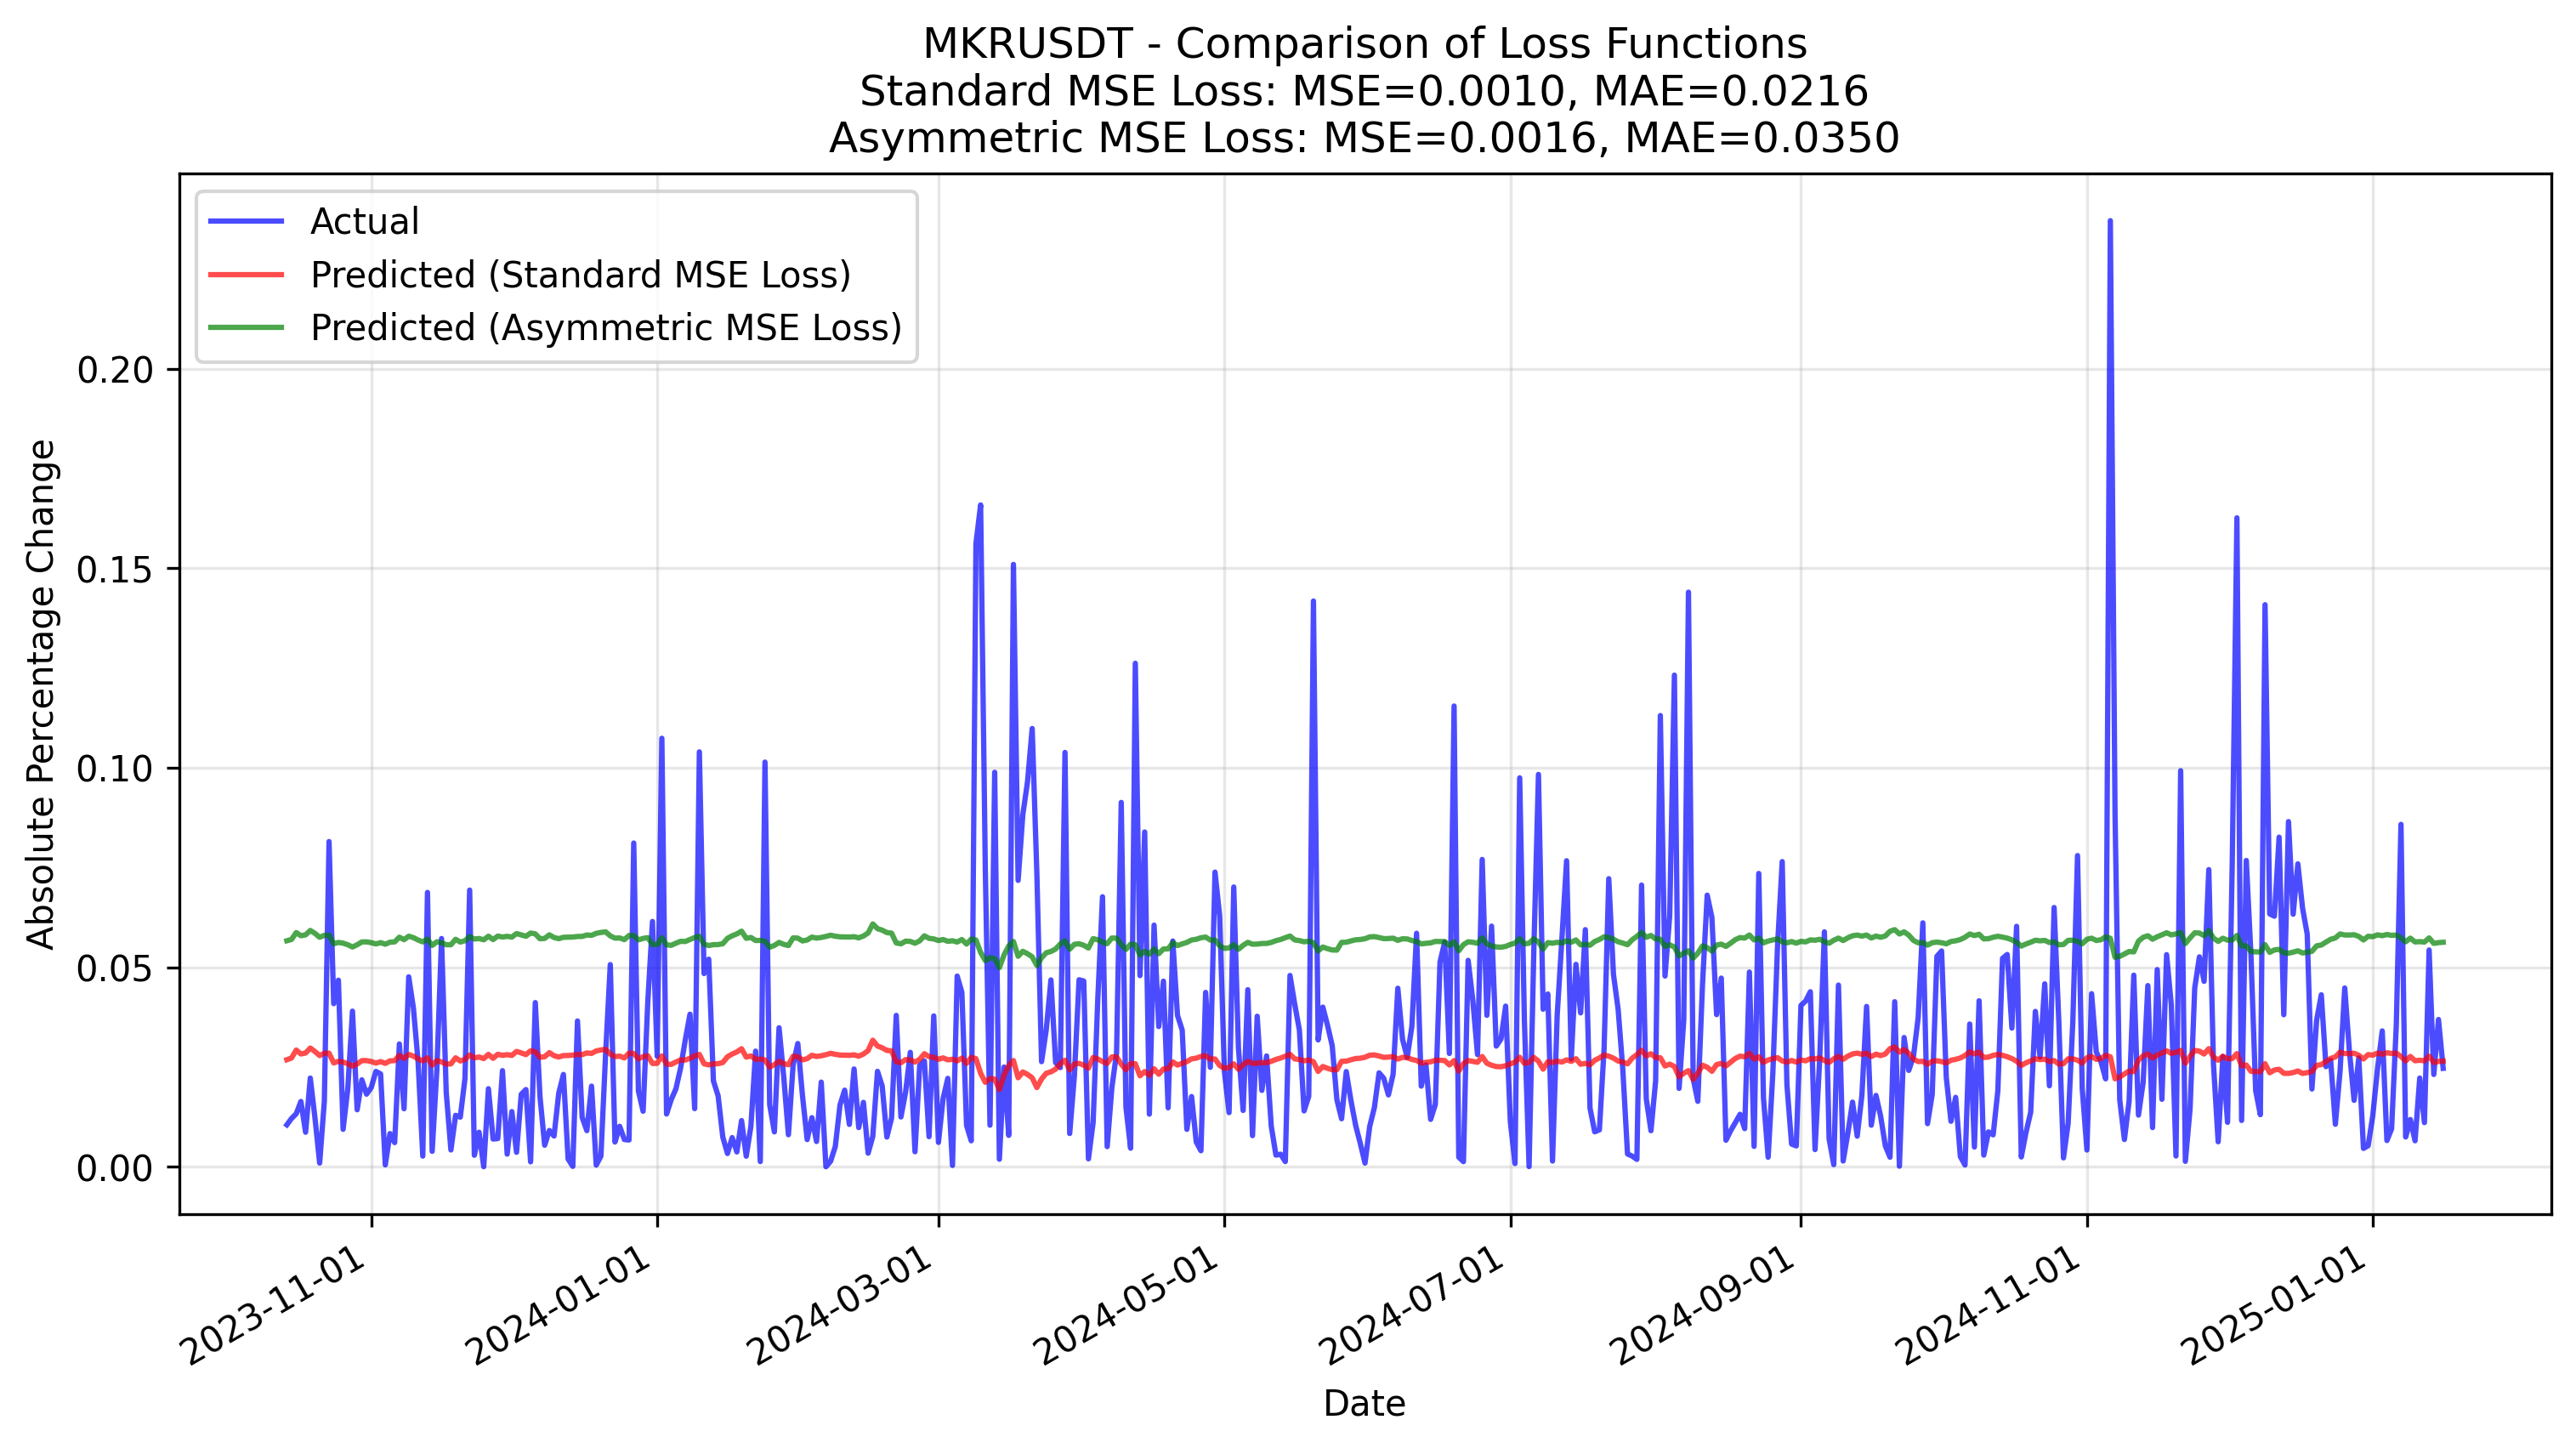 MKRUSDT - Comparison of Loss Functions
Standard MSE Loss: MSE=0.0010, MAE=0.0216
Asymmetric MSE Loss: MSE=0.0016, MAE=0.0350
Actual
Predicted (Standard MSE Loss)
Predicted (Asymmetric MSE Loss)
Absolute Percentage Change
0.20
0.15
0.10
0.05
0.00
2023-11-01
2024-01-01
2024-03-01
2024-05-01
2024-07-01
2024-09-01
2024-11-01
2025-01-01
Date